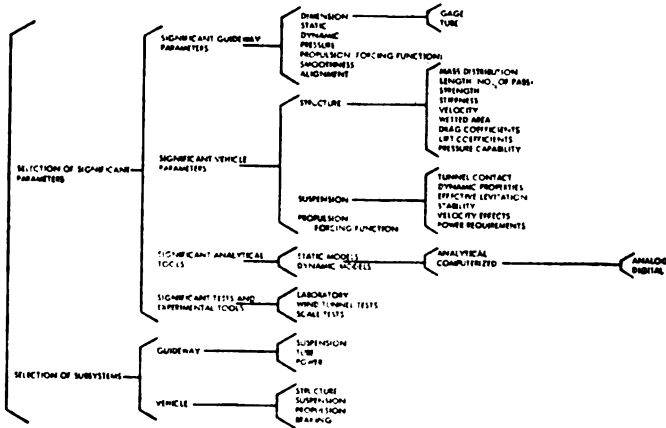 SELECTION OF SIGNIFICANT
PARAMETERS
SIGNIFICANT GUIDEWAY
PARAMETERS
DIMENSION
STATIC
DYNAMIC
PRESSURE
PROPULSION (FORCING FUNCTION)
SMOOTHNESS
ALIGNMENT
GAGE
TUBE
SIGNIFICANT VEHICLE
PARAMETERS
STRUCTURE
MASS DISTRIBUTION
LENGTH (NO. OF PASS)
STRENGTH
STIFFNESS
VELOCITY
WETTED AREA
DRAG COEFFICIENTS
LIFT COEFFICIENTS
PRESSURE CAPABILITY
SUSPENSION
TUNNEL CONTACT
DYNAMIC PROPERTIES
EFFECTIVE LEVITATION
STABILITY
VELOCITY EFFECTS
POWER REQUIREMENTS
PROPULSION
FORCING FUNCTION
SIGNIFICANT ANALYTICAL
TOOLS
STATIC MODELS
DYNAMIC MODELS
ANALYTICAL
COMPUTERIZED
ANALOG
DIGITAL
SIGNIFICANT TESTS AND
EXPERIMENTAL TOOLS
LABORATORY
WIND TUNNEL TESTS
SCALE TESTS
SELECTION OF SUBSYSTEMS
GUIDEWAY
SUSPENSION
TUBE
POWER
VEHICLE
STRUCTURE
SUSPENSION
PROPULSION
BRAKING